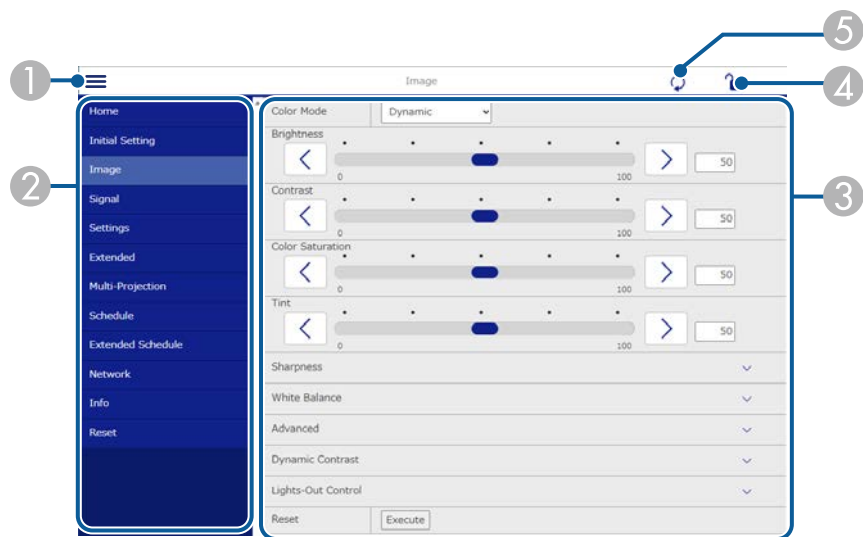 5
1
Image
4
Home
Initial Setting
Image
Signal
Settings
Extended
Multi-Projection
Schedule
Extended Schedule
Network
Info
Reset
2
3
Color Mode
Dynamic
Brightness
0
100
50
Contrast
0
100
50
Color Saturation
0
100
50
Tint
0
100
50
Sharpness
White Balance
Advanced
Dynamic Contrast
Lights-Out Control
Reset
Execute